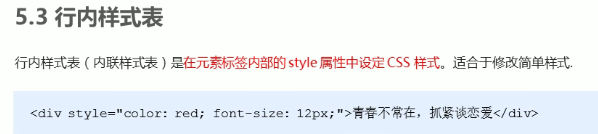 5.3 行内样式表
行内样式表（内联样式表）是在元素标签内部的 style 属性中设定 CSS 样式。适合于修改简单样式.
<div style="color: red; font-size: 12px;">青春不常在，抓紧谈恋爱</div>